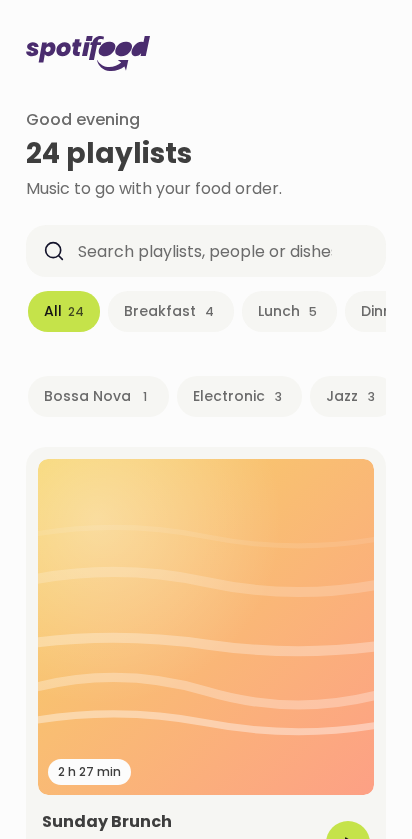 spotifood
Good evening
24 playlists
Music to go with your food order.
Search playlists, people or dishe
All 24 Breakfast 4 Lunch 5 Dinn
Bossa Nova 1 Electronic 3 Jazz 3
2 h 27 min
Sunday Brunch